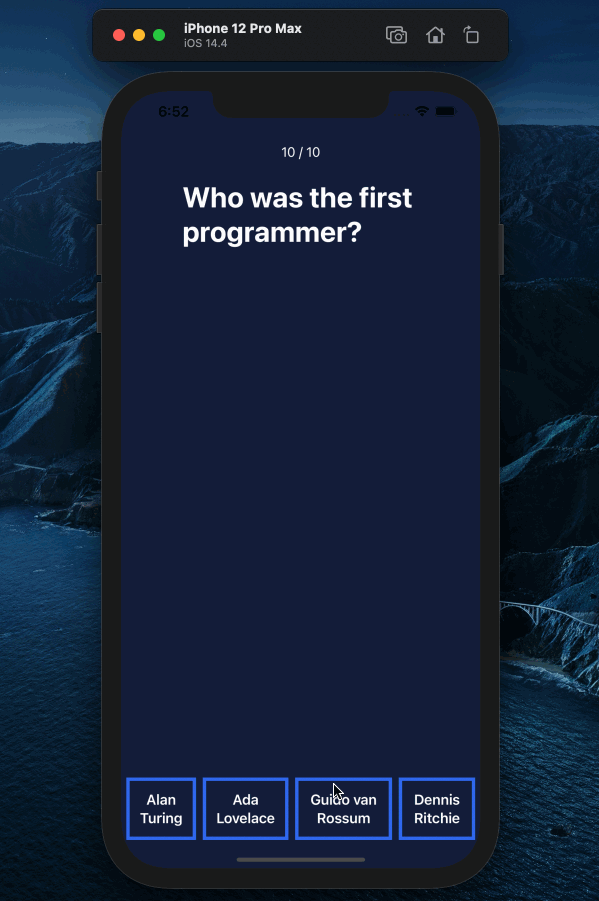 iPhone 12 Pro Max
iOS 14.4
6:52
10 / 10
Who was the first
programmer?
Alan
Turing
Ada
Lovelace
Guido van
Rossum
Dennis
Ritchie